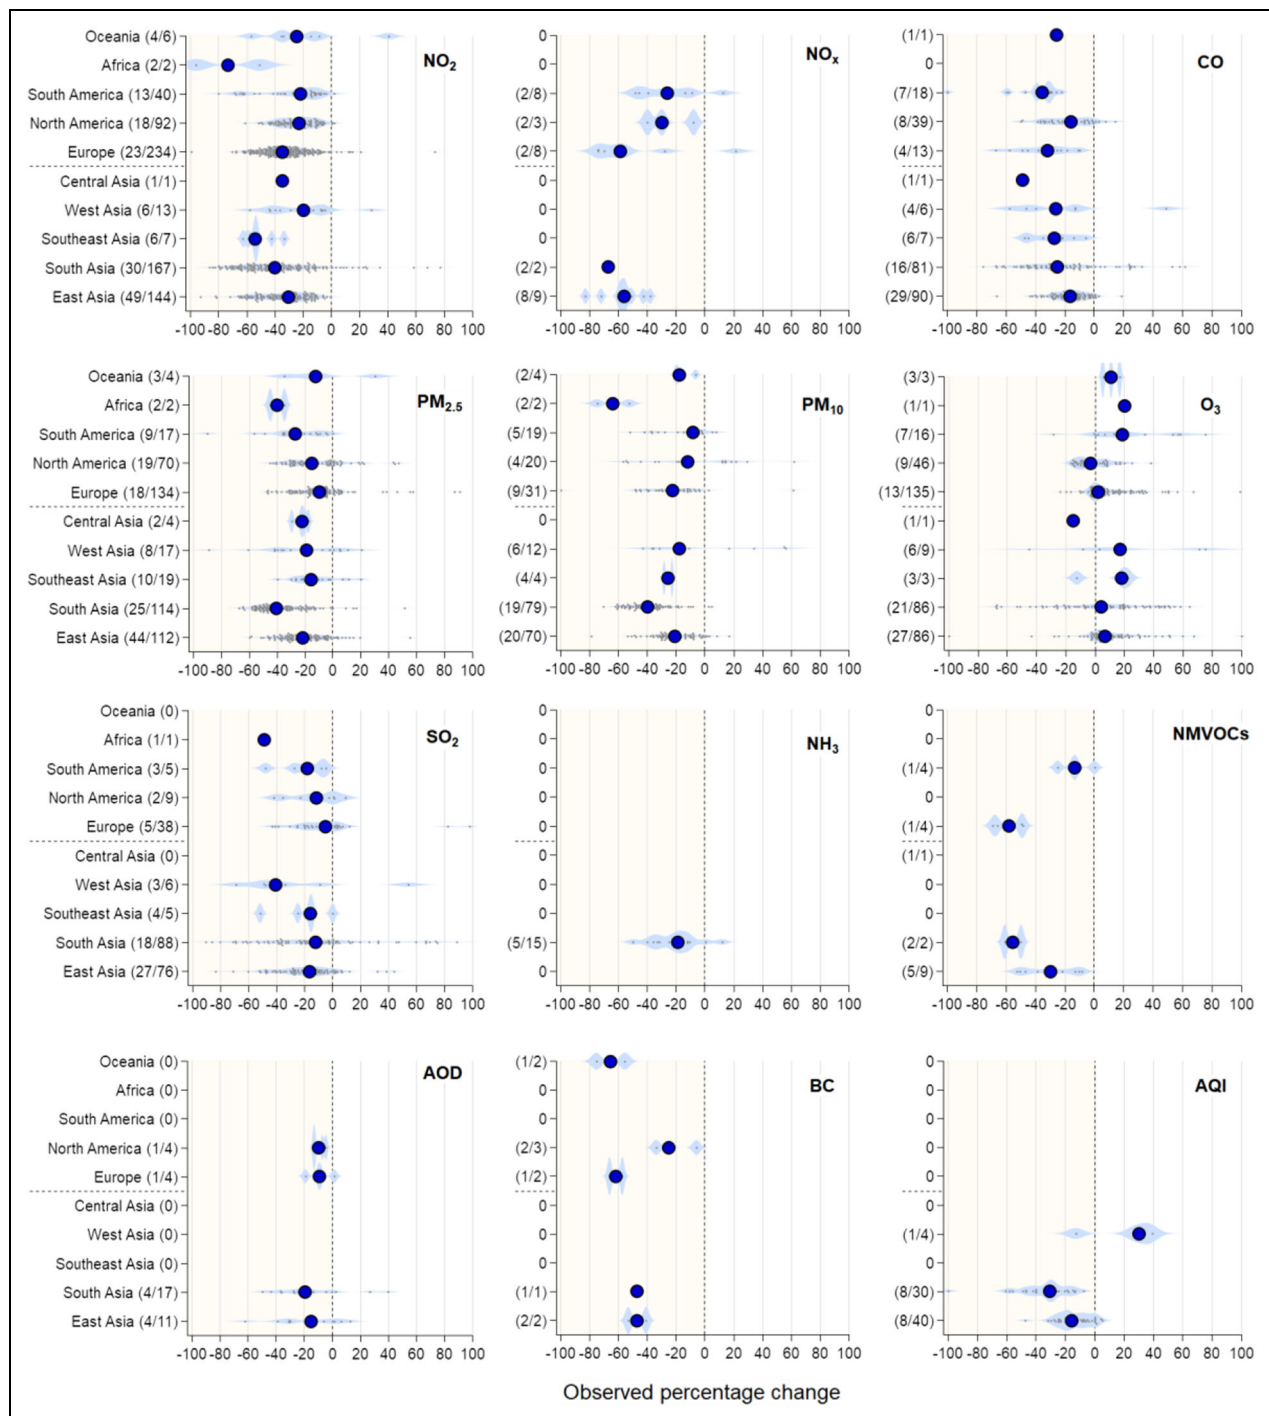 Oceania (4/6)
Africa (2/2)
South America (13/40)
North America (18/92)
Europe (23/234)
Central Asia (1/1)
West Asia (6/13)
Southeast Asia (6/7)
South Asia (30/167)
East Asia (49/144)
NO2
-100 -80 -60 -40 -20 0 20 40 60 80 100
0
0
(2/8)
(2/3)
(2/8)
0
0
0
(2/2)
(8/9)
NOx
-100 -80 -60 -40 -20 0 20 40 60 80 100
(1/1)
0
(7/18)
(8/39)
(4/13)
(1/1)
(4/6)
(6/7)
(16/81)
(29/90)
CO
-100 -80 -60 -40 -20 0 20 40 60 80 100
Oceania (3/4)
Africa (2/2)
South America (9/17)
North America (19/70)
Europe (18/134)
Central Asia (2/4)
West Asia (8/17)
Southeast Asia (10/19)
South Asia (25/114)
East Asia (44/112)
PM2.5
-100 -80 -60 -40 -20 0 20 40 60 80 100
(2/4)
(2/2)
(5/19)
(4/20)
(9/31)
0
(6/12)
(4/4)
(19/79)
(20/70)
PM10
-100 -80 -60 -40 -20 0 20 40 60 80 100
(3/3)
(1/1)
(7/16)
(9/46)
(13/135)
(1/1)
(6/9)
(3/3)
(21/86)
(27/86)
O3
-100 -80 -60 -40 -20 0 20 40 60 80 100
Oceania (0)
Africa (1/1)
South America (3/5)
North America (2/9)
Europe (5/38)
Central Asia (0)
West Asia (3/6)
Southeast Asia (4/5)
South Asia (18/88)
East Asia (27/76)
SO2
-100 -80 -60 -40 -20 0 20 40 60 80 100
0
0
0
0
0
0
0
0
(5/15)
0
NH3
-100 -80 -60 -40 -20 0 20 40 60 80 100
0
0
(1/4)
0
(1/4)
(1/1)
0
0
(2/2)
(5/9)
NMVOCs
-100 -80 -60 -40 -20 0 20 40 60 80 100
Oceania (0)
Africa (0)
South America (0)
North America (1/4)
Europe (1/4)
Central Asia (0)
West Asia (0)
Southeast Asia (0)
South Asia (4/17)
East Asia (4/11)
AOD
-100 -80 -60 -40 -20 0 20 40 60 80 100
(1/2)
0
0
(2/3)
(1/2)
0
0
0
(1/1)
(2/2)
BC
-100 -80 -60 -40 -20 0 20 40 60 80 100
0
0
0
0
0
0
(1/4)
0
(8/30)
(8/40)
AQI
-100 -80 -60 -40 -20 0 20 40 60 80 100
Observed percentage change